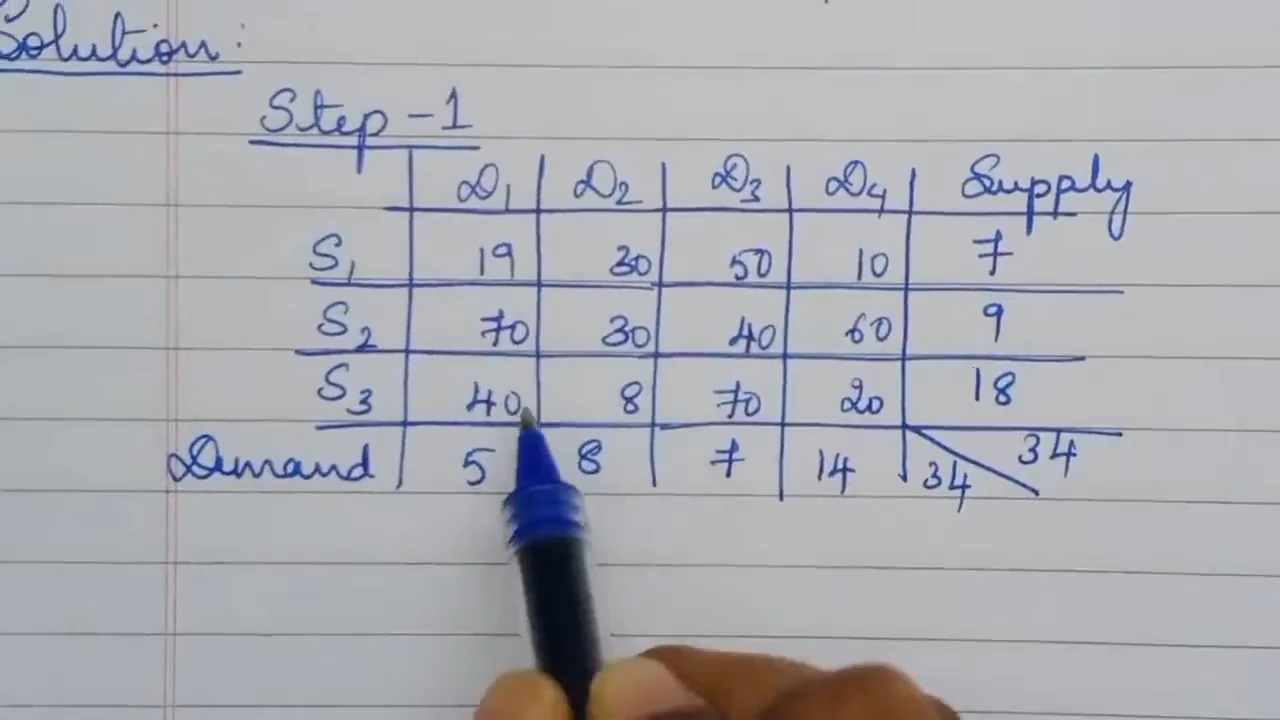 Solution:
Step-1
D1 D2 D3 D4 Supply
S1 19 30 50 10 7
S2 70 30 40 60 9
S3 40 8 70 20 18
Demand 5 8 7 14 34 34